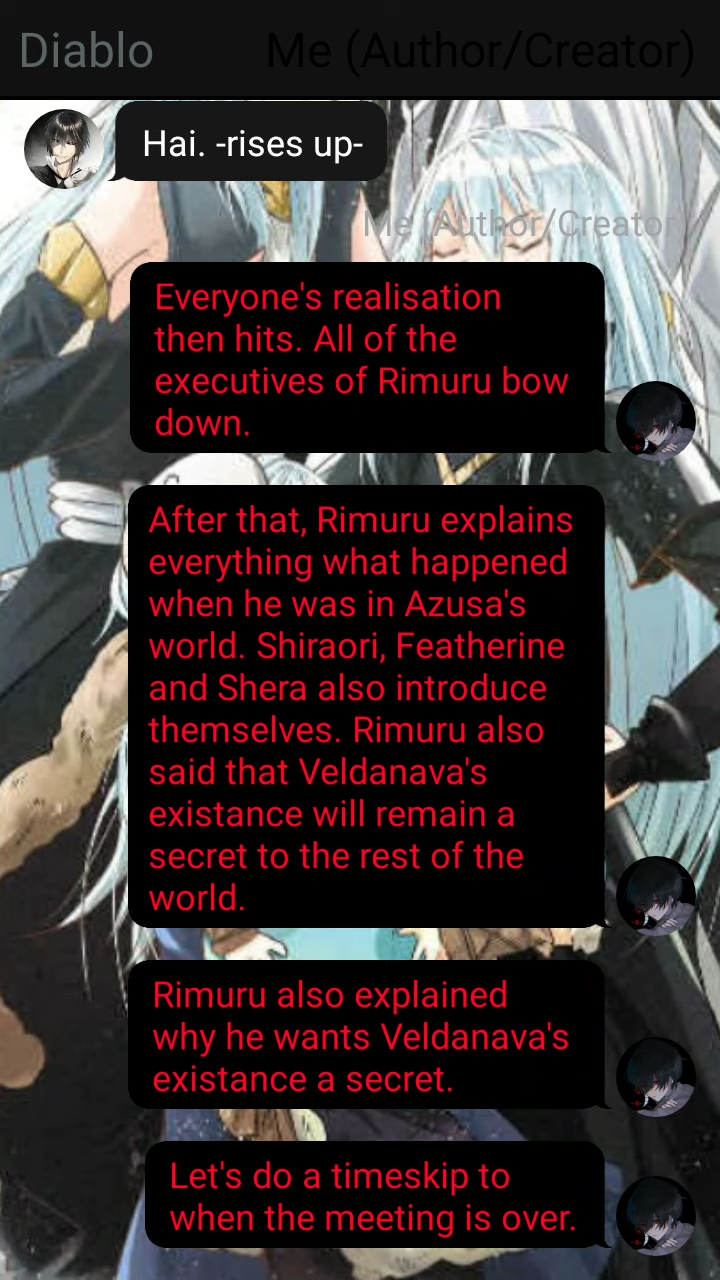 Diablo Me (Author/Creator)
Hai. -rises up-
Me (Author/Creator)
Everyone's realisation
then hits. All of the
executives of Rimuru bow
down.
After that, Rimuru explains
everything what happened
when he was in Azusa's
world. Shiraori, Featherine
and Shera also introduce
themselves. Rimuru also
said that Veldanava's
existance will remain a
secret to the rest of the
world.
Rimuru also explained
why he wants Veldanava's
existance a secret.
Let's do a timeskip to
when the meeting is over.